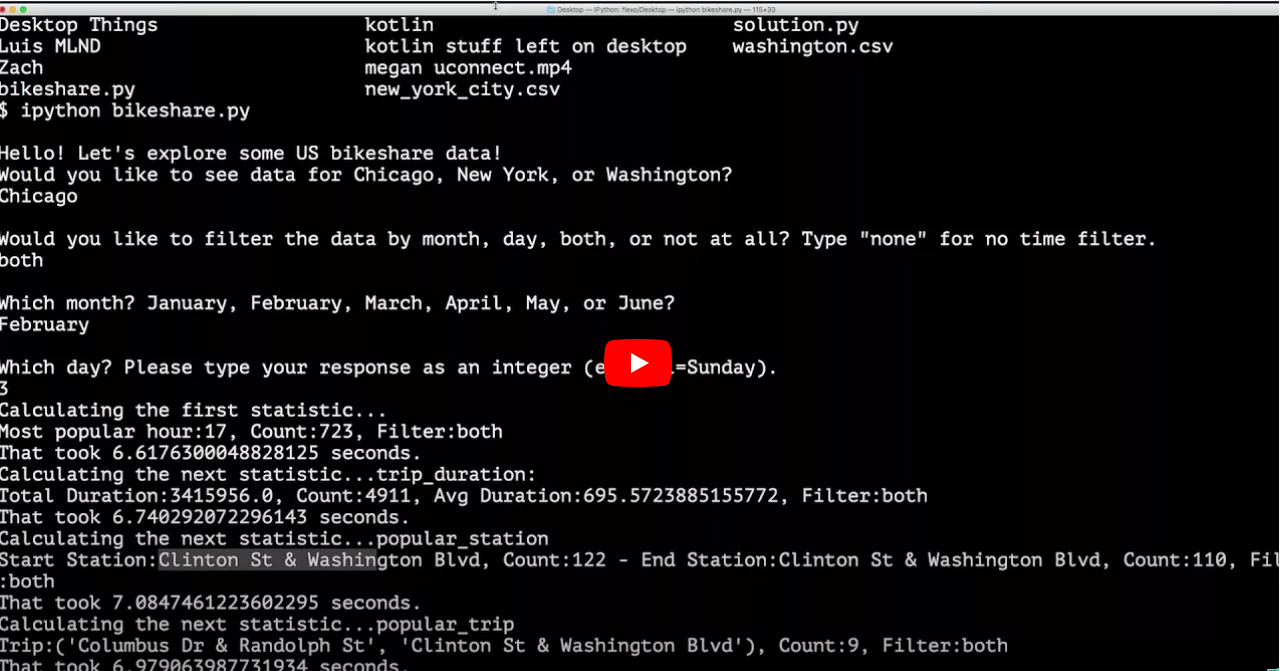 Desktop — IPython: flexo/Desktop — ipython bikeshare.py — 115×33
Desktop Things kotlin solution.py
Luis MLND kotlin stuff left on desktop washington.csv
Zach megan uconnect.mp4
bikeshare.py new_york_city.csv
$ ipython bikeshare.py
Hello! Let's explore some US bikeshare data!
Would you like to see data for Chicago, New York, or Washington?
Chicago
Would you like to filter the data by month, day, both, or not at all? Type "none" for no time filter.
both
Which month? January, February, March, April, May, or June?
February
Which day? Please type your response as an integer (e =Sunday).
3
Calculating the first statistic...
Most popular hour:17, Count:723, Filter:both
That took 6.6176300048828125 seconds.
Calculating the next statistic...trip_duration:
Total Duration:3415956.0, Count:4911, Avg Duration:695.5723885155772, Filter:both
That took 6.740292072296143 seconds.
Calculating the next statistic...popular_station
Start Station:Clinton St & Washington Blvd, Count:122 - End Station:Clinton St & Washington Blvd, Count:110, Fil
:both
That took 7.0847461223602295 seconds.
Calculating the next statistic...popular_trip
Trip:('Columbus Dr & Randolph St', 'Clinton St & Washington Blvd'), Count:9, Filter:both
That took 6.979063987731934 seconds.